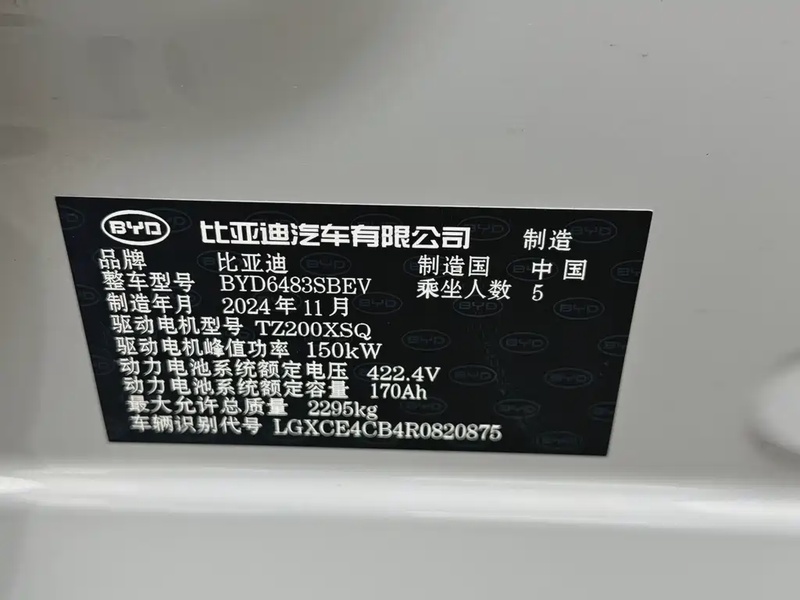 BYD 比亚迪汽车有限公司 制造
品牌 比亚迪 制造国 中国
整车型号 BYD6483SBEV 乘坐人数 5
制造年月 2024年11月
驱动电机型号 TZ200XSQ
驱动电机峰值功率 150kW
动力电池系统额定电压 422.4V
动力电池系统额定容量 170Ah
最大允许总质量 2295kg
车辆识别代号 LGXCE4CB4R0820875